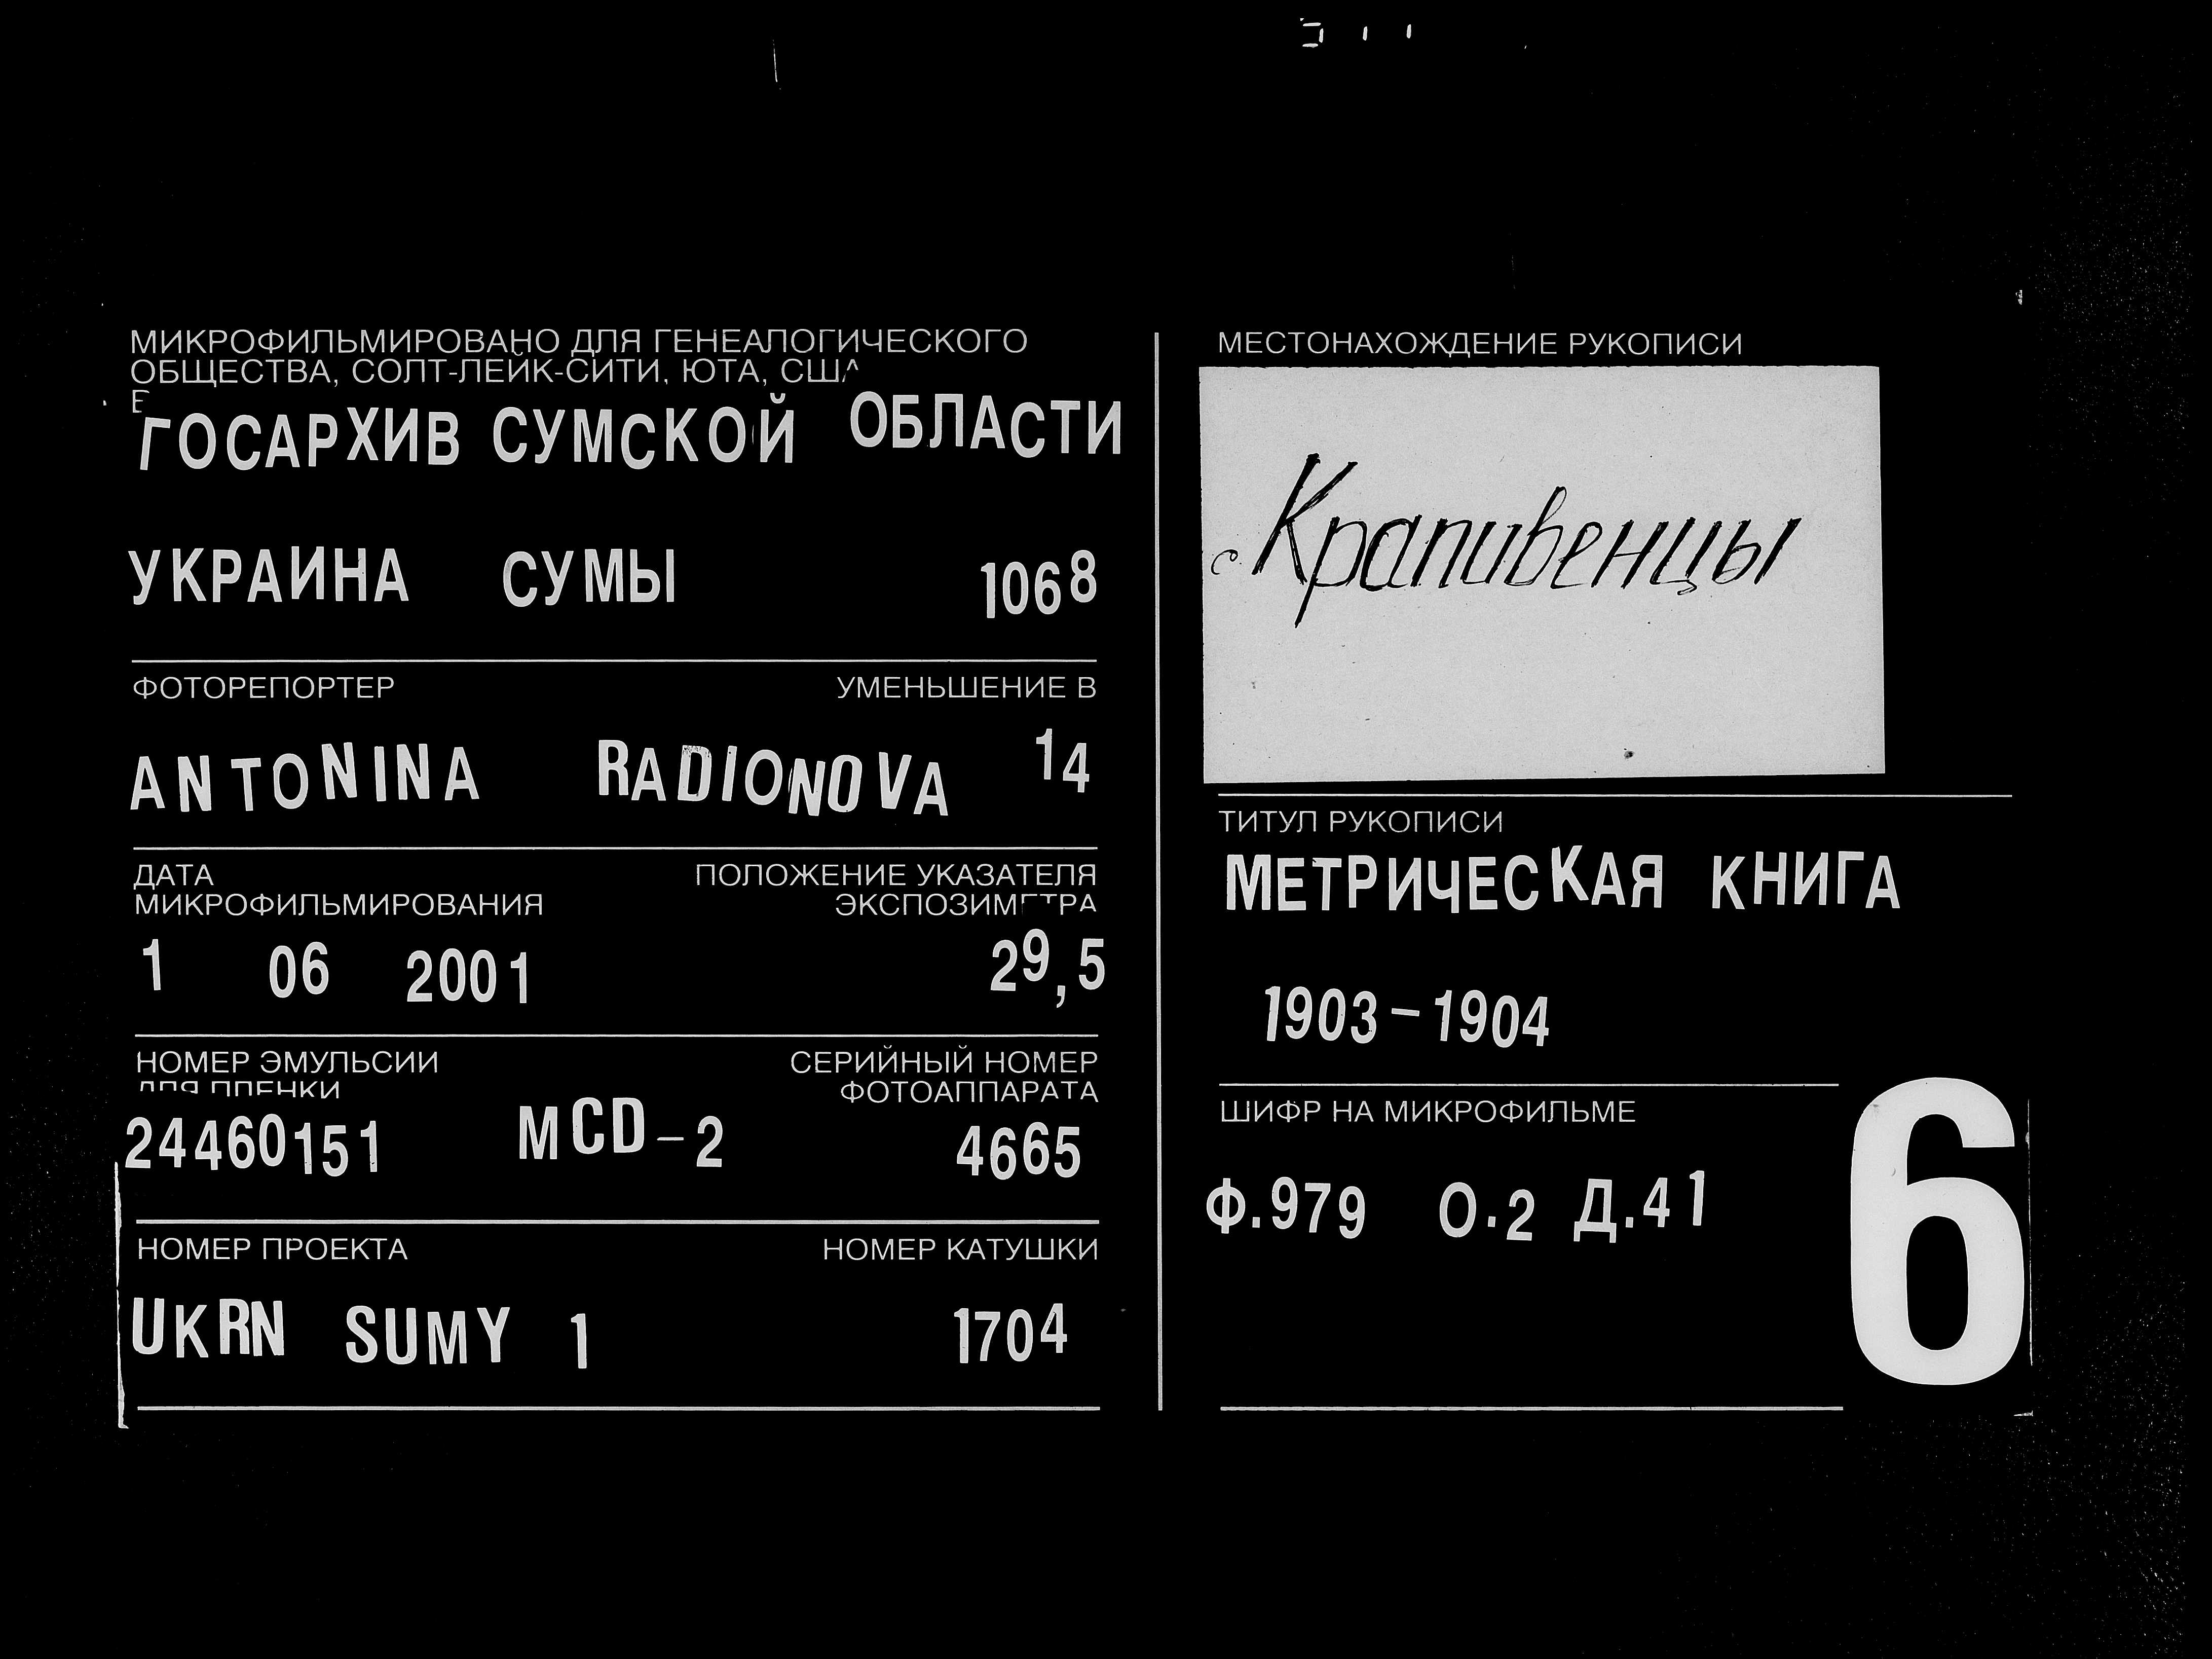 МИКРОФИЛЬМИРОВАНО ДЛЯ ГЕНЕАЛОГИЧЕСКОГО
ОБЩЕСТВА, СОЛТ-ЛЕЙК-СИТИ, ЮТА, США
В
ГОСАРХИВ СУМСКОЙ ОБЛАСТИ
УКРАИНА СУМЫ 1068
ФОТОРЕПОРТЕР УМЕНЬШЕНИЕ В
ANTONINA RADIONOVA 14
ДАТА ПОЛОЖЕНИЕ УКАЗАТЕЛЯ
МИКРОФИЛЬМИРОВАНИЯ ЭКСПОЗИМЕТРА
1 06 2001 29,5
НОМЕР ЭМУЛЬСИИ СЕРИЙНЫЙ НОМЕР
ДЛЯ ПЛЕНКИ ФОТОАППАРАТА
24460151 MCD-2 4665
НОМЕР ПРОЕКТА НОМЕР КАТУШКИ
UKRN SUMY 1 1704
МЕСТОНАХОЖДЕНИЕ РУКОПИСИ
с. Крапивенцы
ТИТУЛ РУКОПИСИ
МЕТРИЧЕСКАЯ КНИГА
1903-1904
ШИФР НА МИКРОФИЛЬМЕ
Ф.979 О.2 Д.41
6